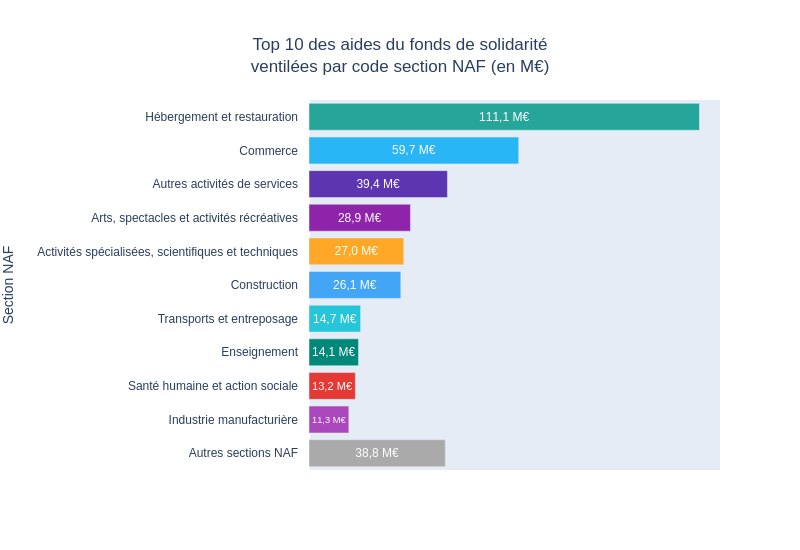 Top 10 des aides du fonds de solidarité
ventilées par code section NAF (en M€)
Section NAF
Hébergement et restauration 111,1 M€
Commerce 59,7 M€
Autres activités de services 39,4 M€
Arts, spectacles et activités récréatives 28,9 M€
Activités spécialisées, scientifiques et techniques 27,0 M€
Construction 26,1 M€
Transports et entreposage 14,7 M€
Enseignement 14,1 M€
Santé humaine et action sociale 13,2 M€
Industrie manufacturière 11,3 M€
Autres sections NAF 38,8 M€